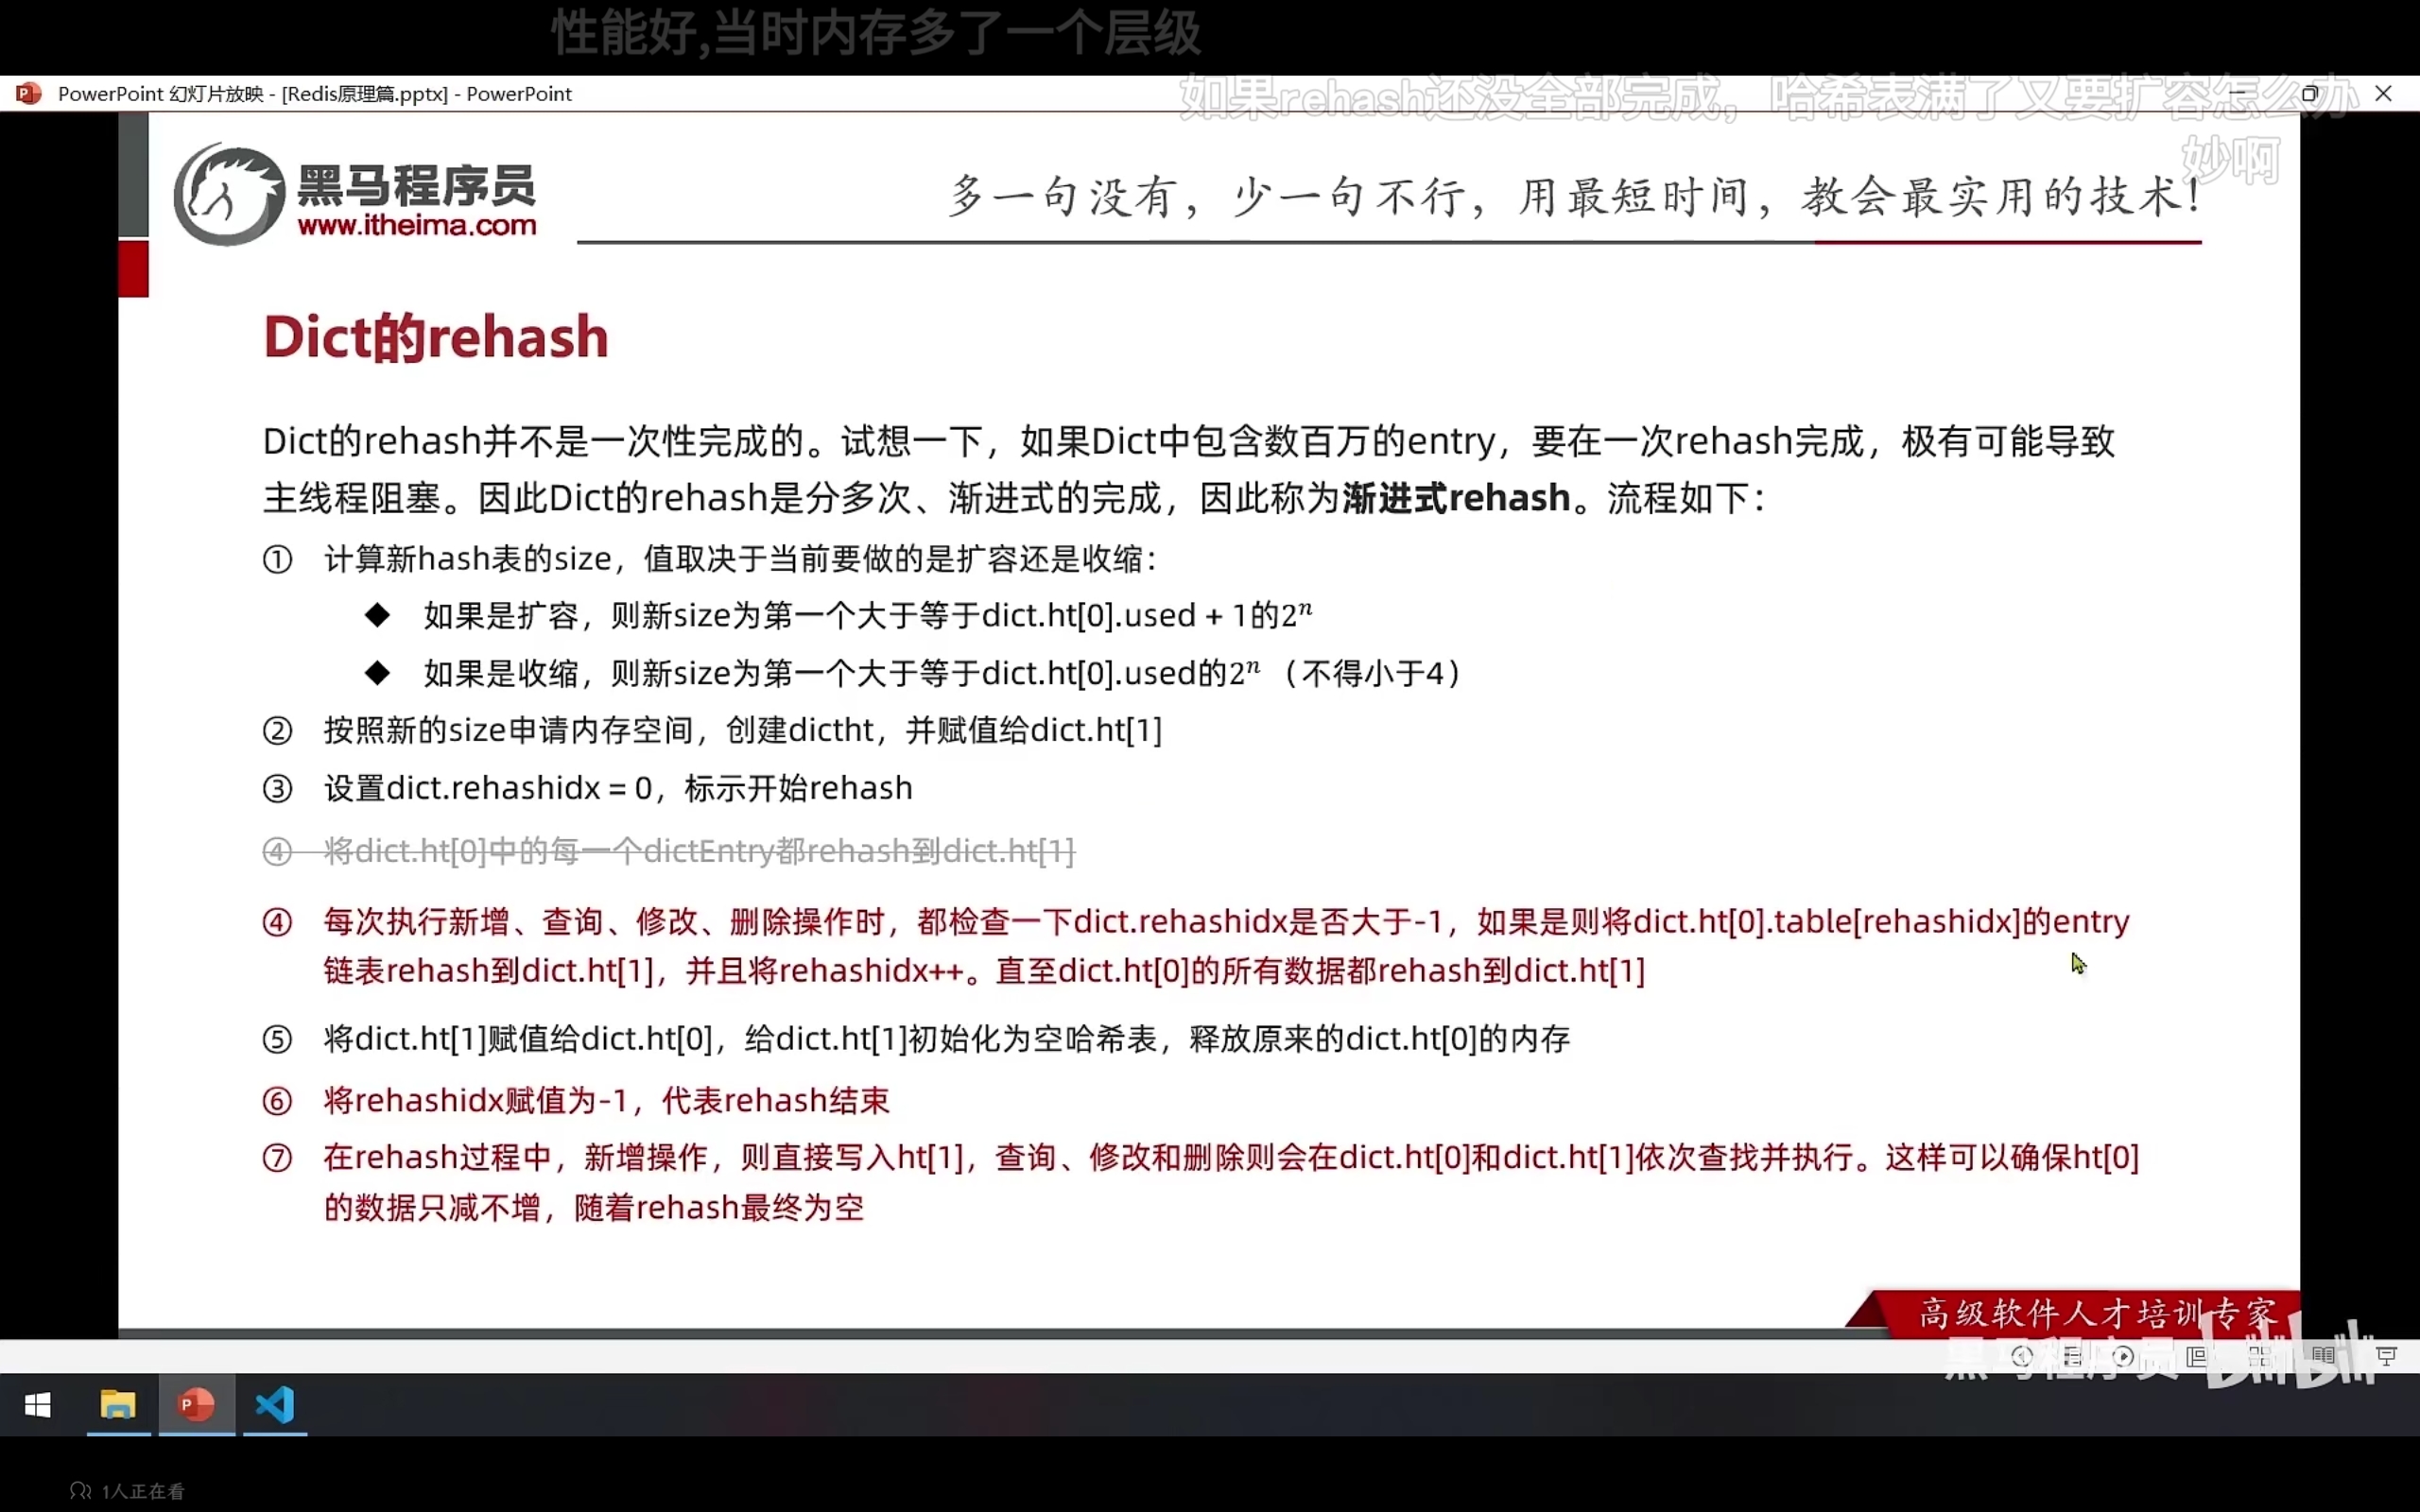 性能好,当时内存多了一个层级
PowerPoint 幻灯片放映 - [Redis原理篇.pptx] - PowerPoint
如果rehash还没全部完成，哈希表满了又要扩容怎么办
妙啊
黑马程序员
www.itheima.com
多一句没有，少一句不行，用最短时间，教会最实用的技术！
Dict的rehash
Dict的rehash并不是一次性完成的。试想一下，如果Dict中包含数百万的entry，要在一次rehash完成，极有可能导致
主线程阻塞。因此Dict的rehash是分多次、渐进式的完成，因此称为渐进式rehash。流程如下：
① 计算新hash表的size，值取决于当前要做的是扩容还是收缩：
◆ 如果是扩容，则新size为第一个大于等于dict.ht[0].used + 1的2ⁿ
◆ 如果是收缩，则新size为第一个大于等于dict.ht[0].used的2ⁿ （不得小于4）
② 按照新的size申请内存空间，创建dictht，并赋值给dict.ht[1]
③ 设置dict.rehashidx = 0，标示开始rehash
④ 将dict.ht[0]中的每一个dictEntry都rehash到dict.ht[1]
④ 每次执行新增、查询、修改、删除操作时，都检查一下dict.rehashidx是否大于-1，如果是则将dict.ht[0].table[rehashidx]的entry
链表rehash到dict.ht[1]，并且将rehashidx++。直至dict.ht[0]的所有数据都rehash到dict.ht[1]
⑤ 将dict.ht[1]赋值给dict.ht[0]，给dict.ht[1]初始化为空哈希表，释放原来的dict.ht[0]的内存
⑥ 将rehashidx赋值为-1，代表rehash结束
⑦ 在rehash过程中，新增操作，则直接写入ht[1]，查询、修改和删除则会在dict.ht[0]和dict.ht[1]依次查找并执行。这样可以确保ht[0]
的数据只减不增，随着rehash最终为空
高级软件人才培训专家
黑马程序员 bilibili
1人正在看